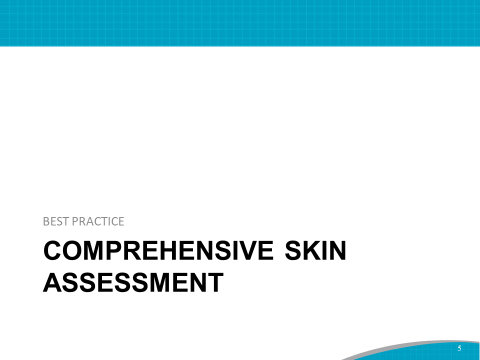 BEST PRACTICE
COMPREHENSIVE SKIN
ASSESSMENT
5